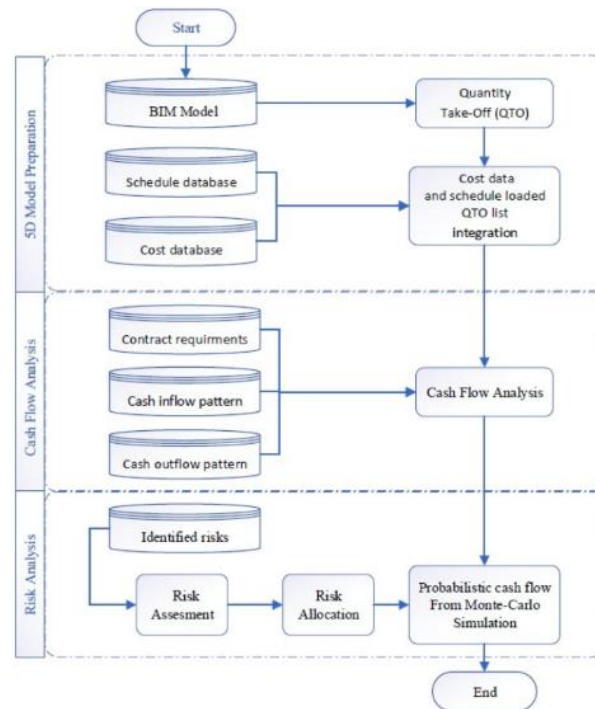 Start
5D Model Preparation
BIM Model
Quantity
Take-Off (QTO)
Schedule database
Cost database
Cost data
and schedule loaded
QTO list
integration
Cash Flow Analysis
Contract requirments
Cash inflow pattern
Cash outflow pattern
Cash Flow Analysis
Risk Analysis
Identified risks
Risk
Assesment
Risk
Allocation
Probabilistic cash flow
From Monte-Carlo
Simulation
End